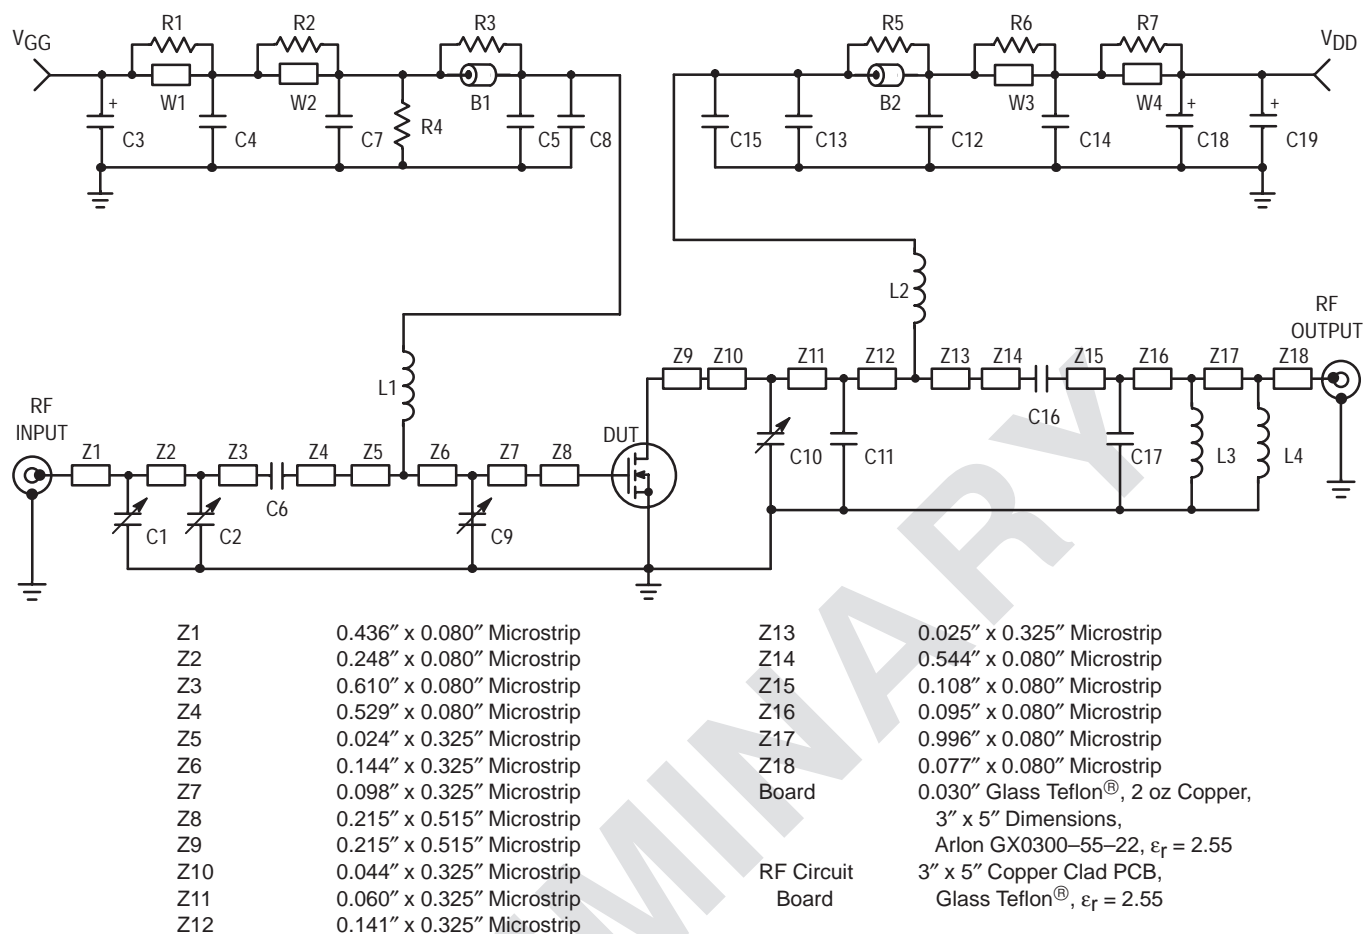 R1 R2 R3 R5 R6 R7
VGG VDD
W1 W2 B1 B2 W3 W4
+ + +
C3 C4 C7 R4 C5 C8 C15 C13 C12 C14 C18 C19
L2
RF
OUTPUT
Z9 Z10 Z11 Z12 Z13 Z14 Z15 Z16 Z17 Z18
L1
C16
RF
INPUT
DUT
Z1 Z2 Z3 Z4 Z5 Z6 Z7 Z8
C10 C11 C17 L3 L4
C6
C1 C2 C9
Z1 0.436″ x 0.080″ Microstrip
Z2 0.248″ x 0.080″ Microstrip
Z3 0.610″ x 0.080″ Microstrip
Z4 0.529″ x 0.080″ Microstrip
Z5 0.024″ x 0.325″ Microstrip
Z6 0.144″ x 0.325″ Microstrip
Z7 0.098″ x 0.325″ Microstrip
Z8 0.215″ x 0.515″ Microstrip
Z9 0.215″ x 0.515″ Microstrip
Z10 0.044″ x 0.325″ Microstrip
Z11 0.060″ x 0.325″ Microstrip
Z12 0.141″ x 0.325″ Microstrip
Z13 0.025″ x 0.325″ Microstrip
Z14 0.544″ x 0.080″ Microstrip
Z15 0.108″ x 0.080″ Microstrip
Z16 0.095″ x 0.080″ Microstrip
Z17 0.996″ x 0.080″ Microstrip
Z18 0.077″ x 0.080″ Microstrip
Board 0.030″ Glass Teflon®, 2 oz Copper,
3″ x 5″ Dimensions,
Arlon GX0300–55–22, εr = 2.55
RF Circuit 3″ x 5″ Copper Clad PCB,
Board Glass Teflon®, εr = 2.55
MINARY